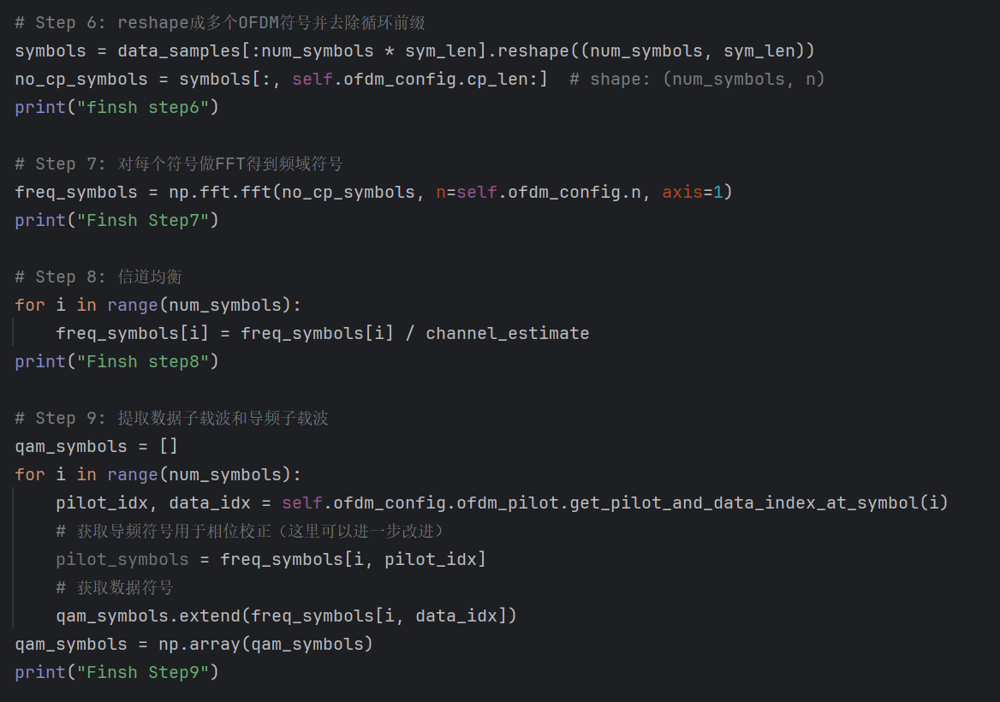 # Step 6: reshape成多个OFDM符号并去除循环前缀
symbols = data_samples[:num_symbols * sym_len].reshape((num_symbols, sym_len))
no_cp_symbols = symbols[:, self.ofdm_config.cp_len:]  # shape: (num_symbols, n)
print("finsh step6")

# Step 7: 对每个符号做FFT得到频域符号
freq_symbols = np.fft.fft(no_cp_symbols, n=self.ofdm_config.n, axis=1)
print("Finsh Step7")

# Step 8: 信道均衡
for i in range(num_symbols):
    freq_symbols[i] = freq_symbols[i] / channel_estimate
print("Finsh step8")

# Step 9: 提取数据子载波和导频子载波
qam_symbols = []
for i in range(num_symbols):
    pilot_idx, data_idx = self.ofdm_config.ofdm_pilot.get_pilot_and_data_index_at_symbol(i)
    # 获取导频符号用于相位校正（这里可以进一步改进）
    pilot_symbols = freq_symbols[i, pilot_idx]
    # 获取数据符号
    qam_symbols.extend(freq_symbols[i, data_idx])
qam_symbols = np.array(qam_symbols)
print("Finsh Step9")